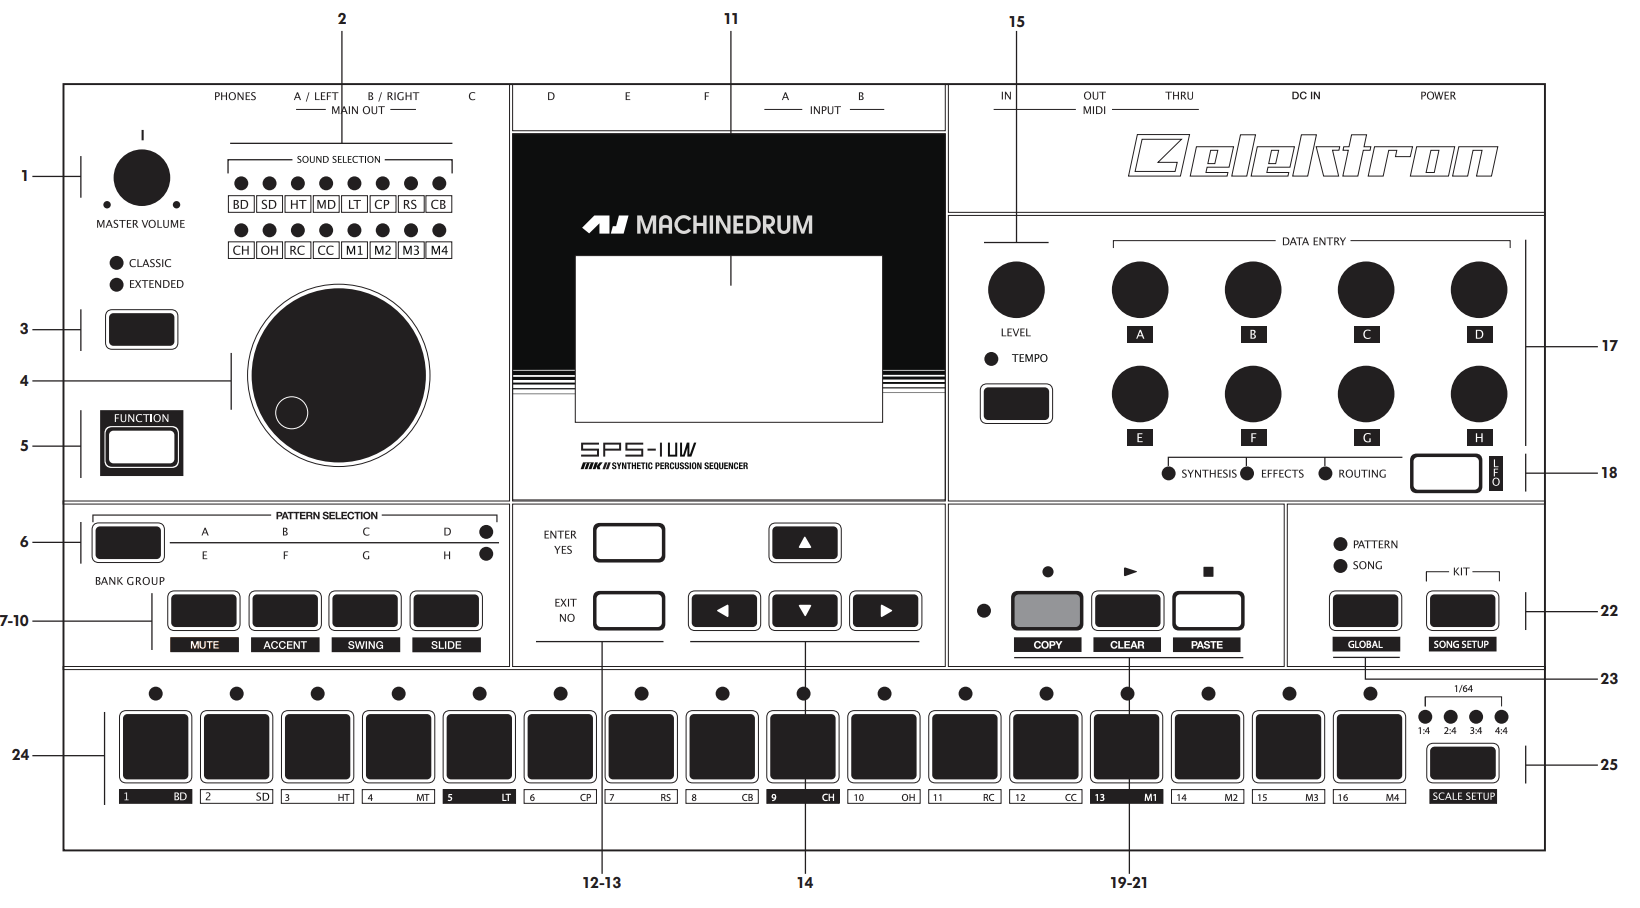 2 11 15
PHONES A / LEFT B / RIGHT C D E F A B IN OUT THRU DC IN POWER
MAIN OUT INPUT MIDI
elektron
SOUND SELECTION
1
BD SD HT MD LT CP RS CB
MASTER VOLUME
CH OH RC CC M1 M2 M3 M4
MACHINEDRUM
DATA ENTRY
CLASSIC
EXTENDED
3
LEVEL
A B C D
17
TEMPO
4
FUNCTION
5
E F G H
SPS-1UW
MKII SYNTHETIC PERCUSSION SEQUENCER
SYNTHESIS EFFECTS ROUTING
LFO
18
PATTERN SELECTION
6
A B C D
E F G H
BANK GROUP
7-10
MUTE ACCENT SWING SLIDE
ENTER
YES
EXIT
NO
COPY CLEAR PASTE
PATTERN
SONG
KIT
22
GLOBAL SONG SETUP
23
1/64
1:4 2:4 3:4 4:4
24
25
1 BD 2 SD 3 HT 4 MT 5 LT 6 CP 7 RS 8 CB 9 CH 10 OH 11 RC 12 CC 13 M1 14 M2 15 M3 16 M4
SCALE SETUP
12-13 14 19-21